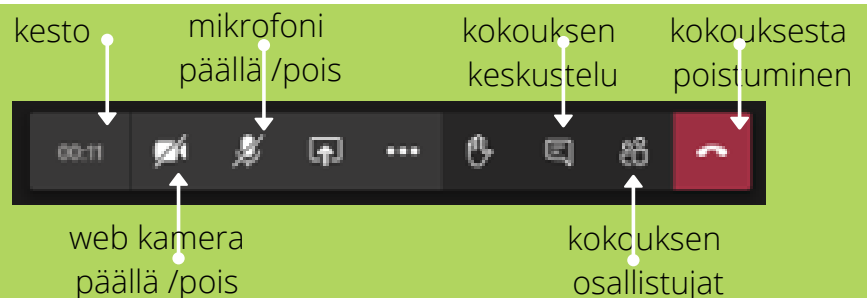 kesto
mikrofoni
päällä /pois
kokouksen
keskustelu
kokouksesta
poistuminen
00:11
web kamera
päällä /pois
kokouksen
osallistujat